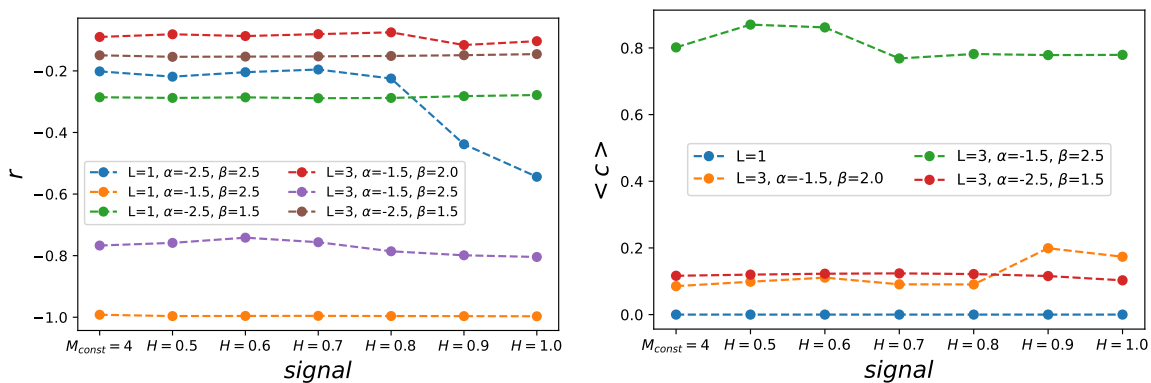 −0.2
−0.4
−0.6
−0.8
−1.0
r
L=1, α=-2.5, β=2.5
L=1, α=-1.5, β=2.5
L=1, α=-2.5, β=1.5
L=3, α=-1.5, β=2.0
L=3, α=-1.5, β=2.5
L=3, α=-2.5, β=1.5
M_const = 4 H = 0.5 H = 0.6 H = 0.7 H = 0.8 H = 0.9 H = 1.0
signal
0.8
0.6
0.4
0.2
0.0
< c >
L=1
L=3, α=-1.5, β=2.0
L=3, α=-1.5, β=2.5
L=3, α=-2.5, β=1.5
M_const = 4 H = 0.5 H = 0.6 H = 0.7 H = 0.8 H = 0.9 H = 1.0
signal